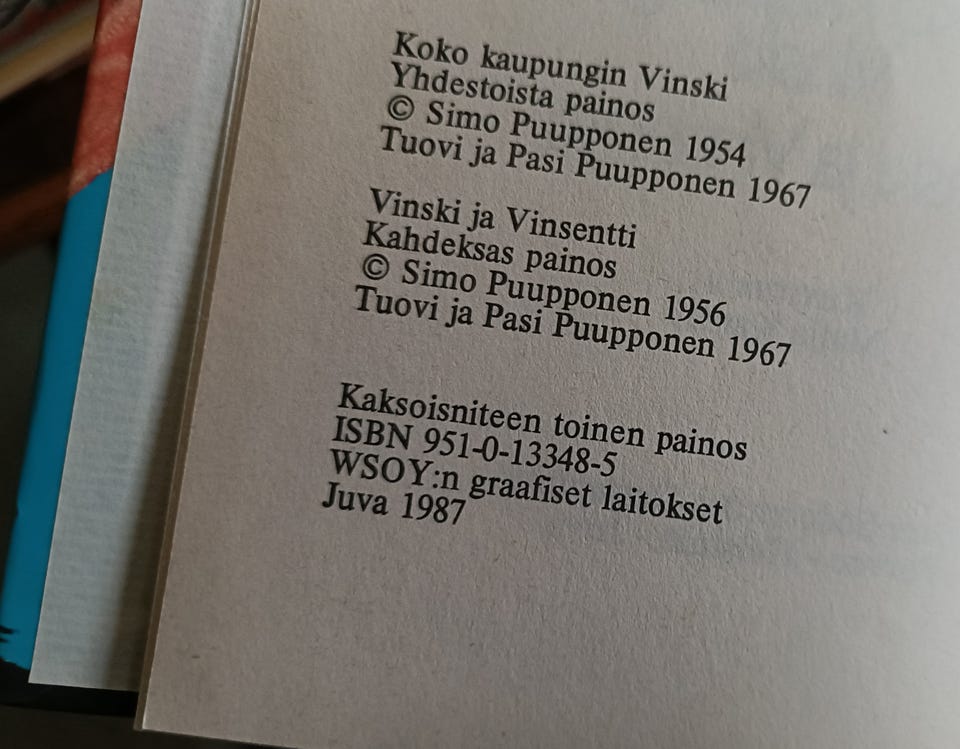 Koko kaupungin Vinski
Yhdestoista painos
© Simo Puupponen 1954
Tuovi ja Pasi Puupponen 1967
Vinski ja Vinsentti
Kahdeksas painos
© Simo Puupponen 1956
Tuovi ja Pasi Puupponen 1967
Kaksoisniteen toinen painos
ISBN 951-0-13348-5
WSOY:n graafiset laitokset
Juva 1987